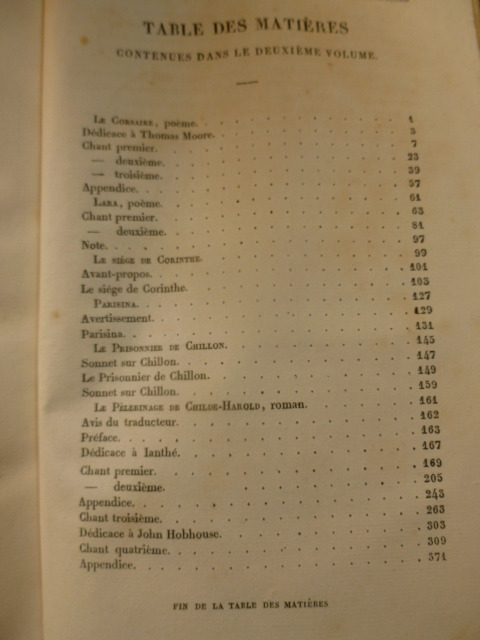 TABLE DES MATIÈRES
CONTENUES DANS LE DEUXIÈME VOLUME.
LE CORSAIRE, poème. 1
Dédicace à Thomas Moore. 3
Chant premier. 7
— deuxième. 23
— troisième. 39
Appendice. 57
LARA, poème. 61
Chant premier. 63
— deuxième. 81
Note. 97
LE SIÉGE DE CORINTHE. 99
Avant-propos. 101
Le siége de Corinthe. 103
PARISINA. 127
Avertissement. 129
Parisina. 131
LE PRISONNIER DE CHILLON. 145
Sonnet sur Chillon. 147
Le Prisonnier de Chillon. 149
Sonnet sur Chillon. 159
LE PÈLERINAGE DE CHILDE-HAROLD, roman. 161
Avis du traducteur. 162
Préface. 163
Dédicace à Ianthé. 167
Chant premier. 169
— deuxième. 205
Appendice. 243
Chant troisième. 263
Dédicace à John Hobhouse. 303
Chant quatrième. 309
Appendice. 371
FIN DE LA TABLE DES MATIÈRES